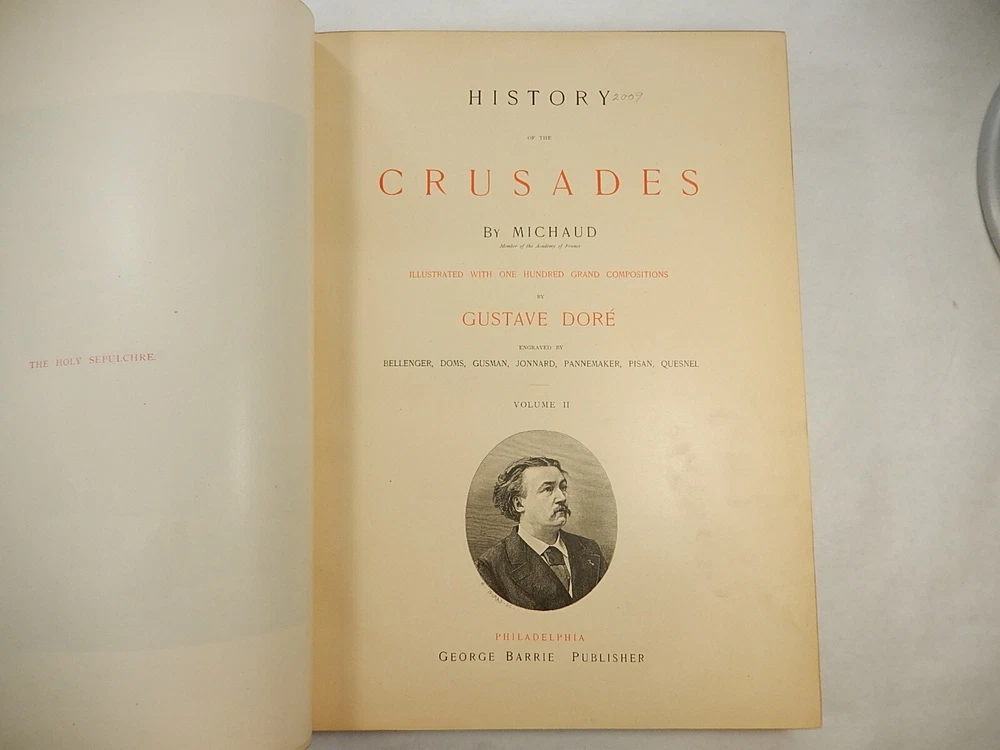 THE HOLY SEPULCHRE.
HISTORY 2009
OF THE
CRUSADES
BY MICHAUD
Member of the Academy of France
ILLUSTRATED WITH ONE HUNDRED GRAND COMPOSITIONS
BY
GUSTAVE DORÉ
ENGRAVED BY
BELLENGER, DOMS, GUSMAN, JONNARD, PANNEMAKER, PISAN, QUESNEL
VOLUME II
PHILADELPHIA
GEORGE BARRIE PUBLISHER